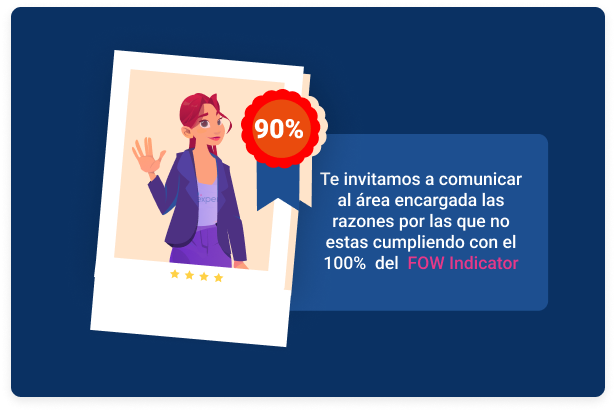 90%
Te invitamos a comunicar
al área encargada las
razones por las que no
estas cumpliendo con el
100% del FOW Indicator